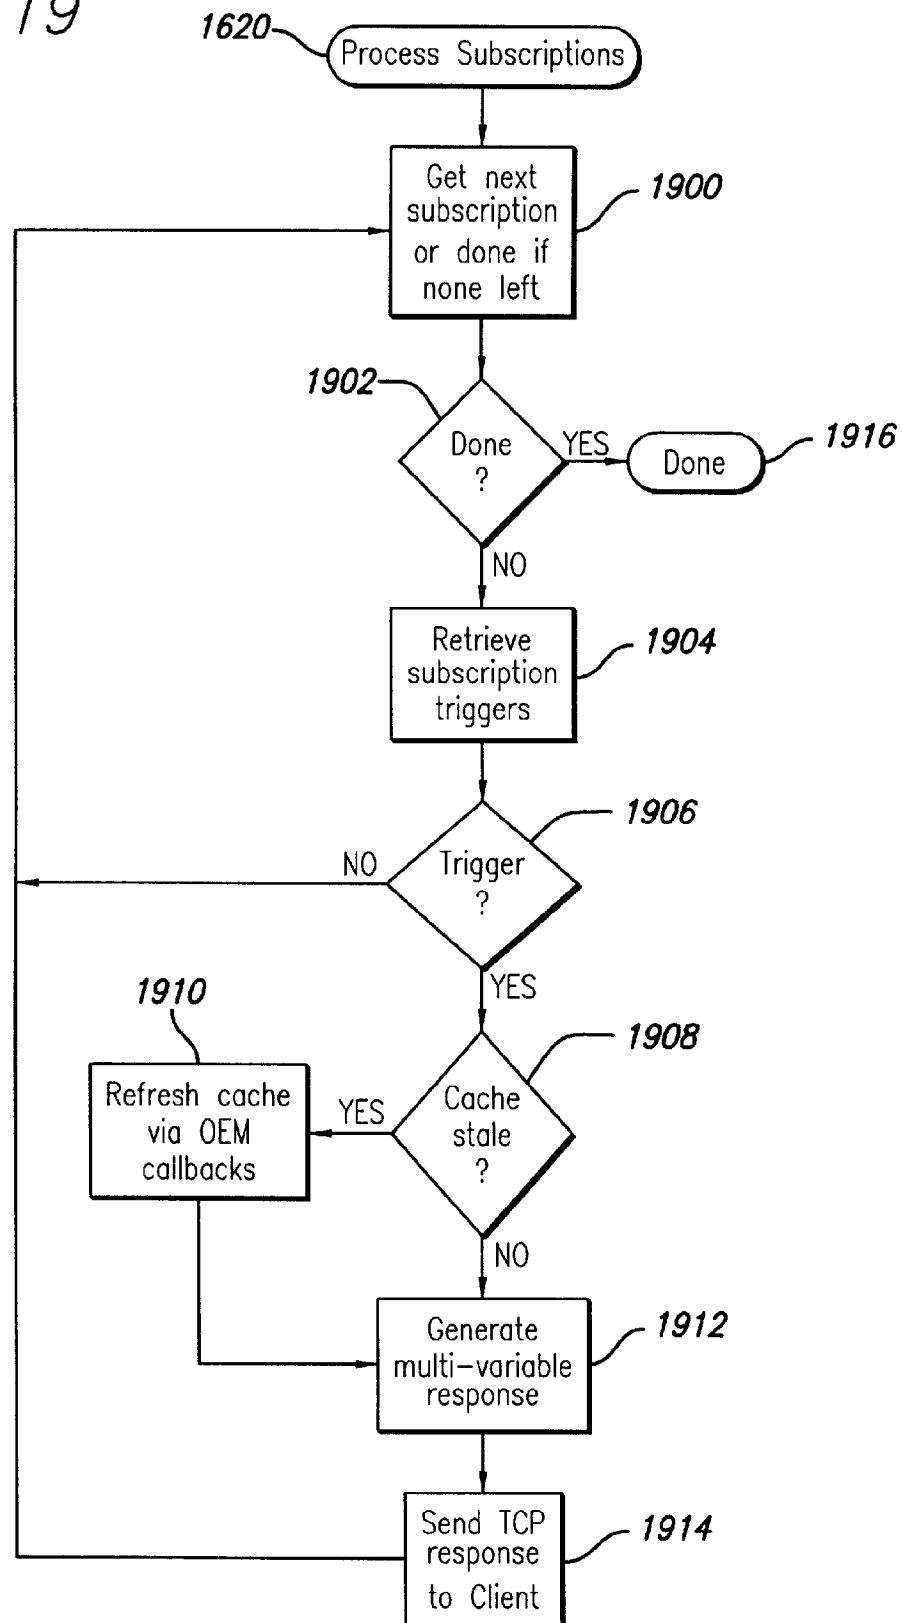 19
1620
Process Subscriptions
Get next
subscription
or done if
none left
1900
1902
Done
?
YES
Done
1916
NO
Retrieve
subscription
triggers
1904
1906
Trigger
?
NO
YES
1910
1908
Refresh cache
via OEM
callbacks
YES
Cache
stale
?
NO
Generate
multi-variable
response
1912
Send TCP
response
to Client
1914